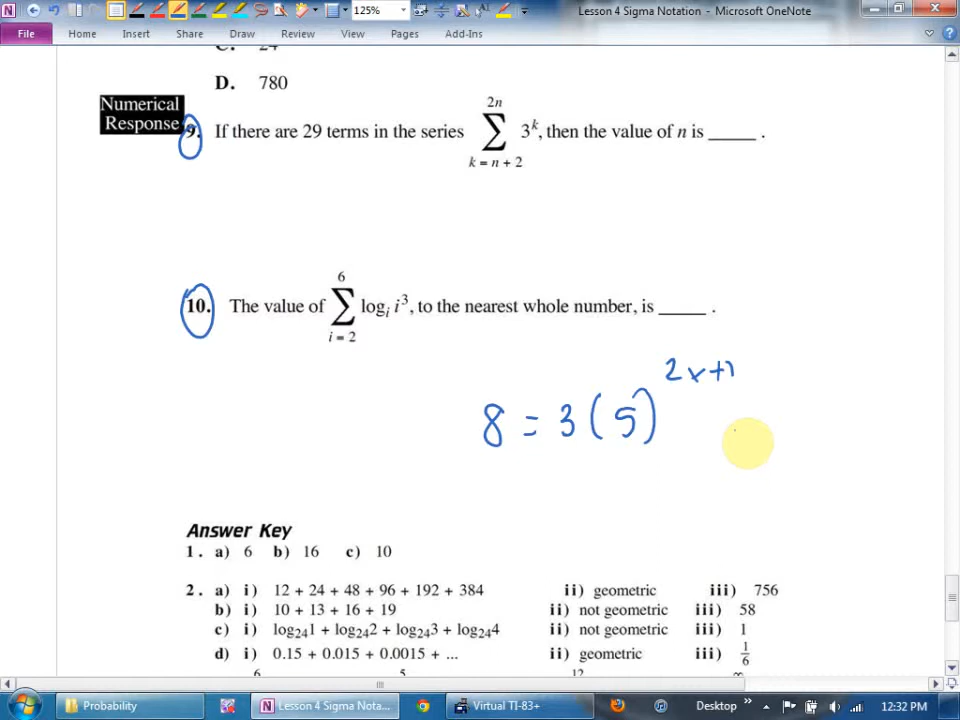 125%
Lesson 4 Sigma Notation - Microsoft OneNote
File Home Insert Share Draw Review View Pages Add-Ins
C. 24
D. 780
Numerical
Response
2n
9. If there are 29 terms in the series ∑ 3^k, then the value of n is _____ .
k = n + 2
6
10. The value of ∑ log_i i^3, to the nearest whole number, is _____ .
i = 2
8 = 3(5)^2x+1
Answer Key
1. a) 6 b) 16 c) 10
2. a) i) 12 + 24 + 48 + 96 + 192 + 384 ii) geometric iii) 756
b) i) 10 + 13 + 16 + 19 ii) not geometric iii) 58
c) i) log_24 1 + log_24 2 + log_24 3 + log_24 4 ii) not geometric iii) 1
d) i) 0.15 + 0.015 + 0.0015 + ... ii) geometric iii) 1/6
6 5 12 ∞
Probability Lesson 4 Sigma Nota... Virtual TI-83+ Desktop » 12:32 PM